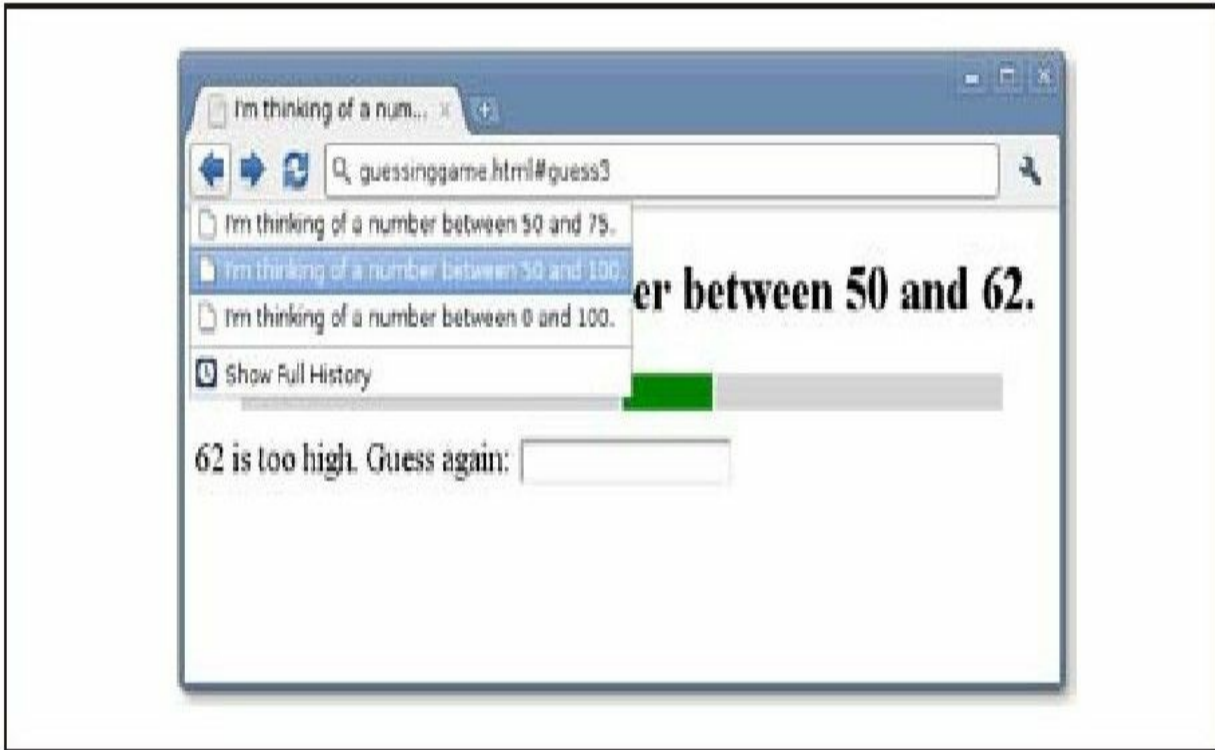 I'm thinking of a num...
guessinggame.html#guess3
I'm thinking of a number between 50 and 75.
I'm thinking of a number between 50 and 100.
I'm thinking of a number between 0 and 100.
Show Full History
er between 50 and 62.
62 is too high. Guess again: